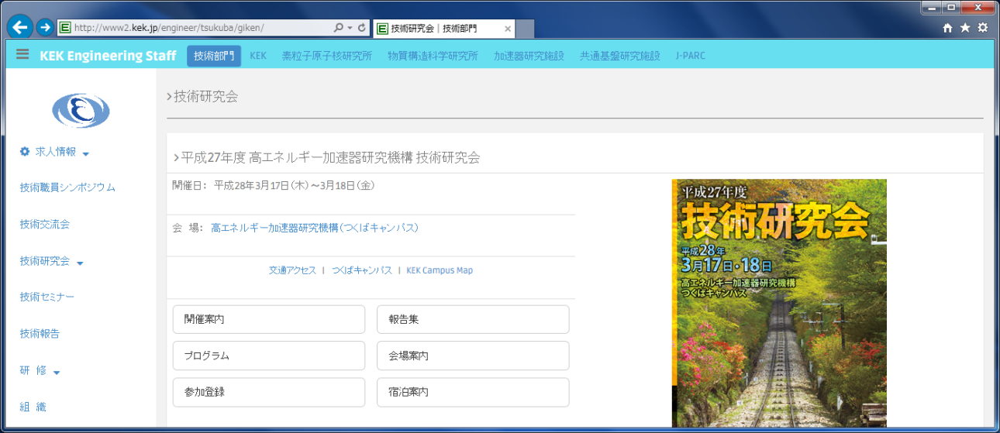 http://www2.kek.jp/engineer/tsukuba/giken/
技術研究会 | 技術部門
KEK Engineering Staff 技術部門 KEK 素粒子原子核研究所 物質構造科学研究所 加速器研究施設 共通基盤研究施設 J-PARC
技術研究会
求人情報
技術職員シンポジウム
技術交流会
技術研究会
技術セミナー
技術報告
研 修
組 織
平成27年度 高エネルギー加速器研究機構 技術研究会
開催日: 平成28年3月17日(木)~3月18日(金)
会 場: 高エネルギー加速器研究機構(つくばキャンパス)
交通アクセス | つくばキャンパス | KEK Campus Map
開催案内 報告集
プログラム 会場案内
参加登録 宿泊案内
平成27年度
技術研究会
平成28年
3月17日・18日
高エネルギー加速器研究機構
つくばキャンパス